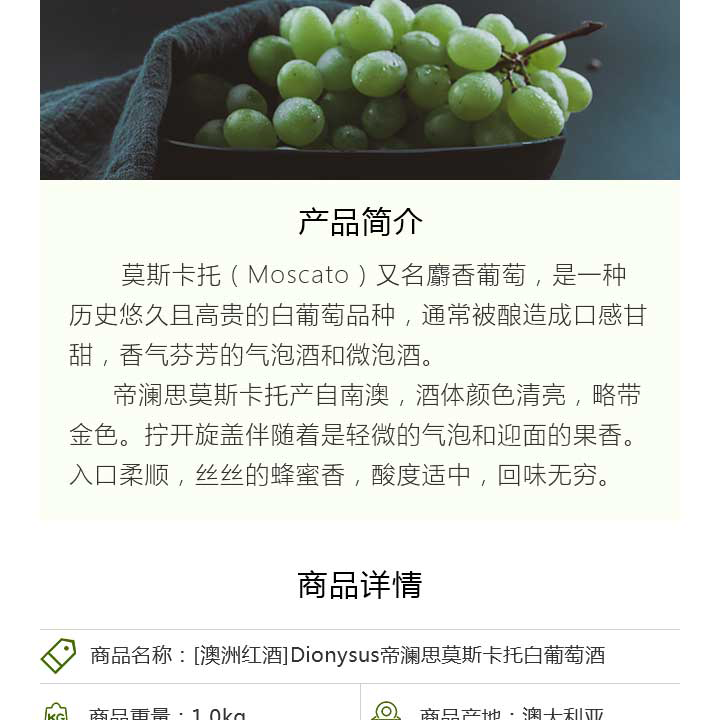 产品简介
莫斯卡托（Moscato）又名麝香葡萄，是一种
历史悠久且高贵的白葡萄品种，通常被酿造成口感甘
甜，香气芬芳的气泡酒和微泡酒。
帝澜思莫斯卡托产自南澳，酒体颜色清亮，略带
金色。拧开旋盖伴随着是轻微的气泡和迎面的果香。
入口柔顺，丝丝的蜂蜜香，酸度适中，回味无穷。
商品详情
商品名称：[澳洲红酒]Dionysus帝澜思莫斯卡托白葡萄酒
KG 商品重量：1.0kg
商品产地：澳大利亚